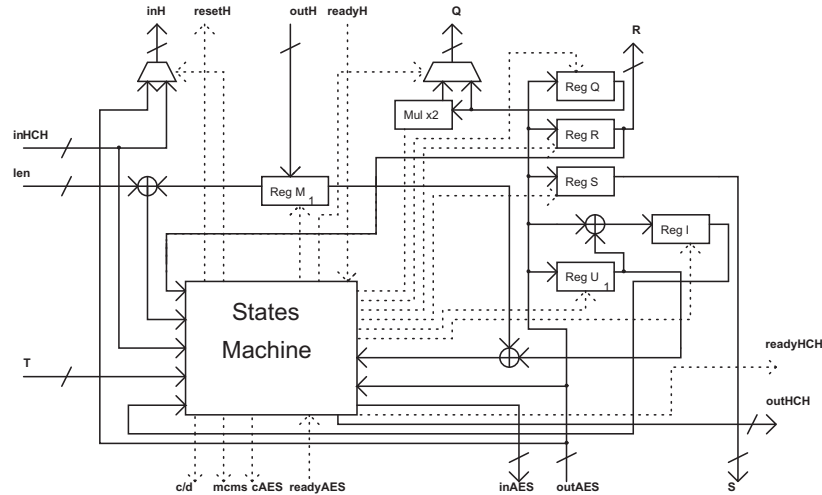 inH resetH outH readyH Q R
Reg Q
Mul x2
Reg R
inHCH
len
Reg M 1
Reg S
Reg I
Reg U 1
States
Machine
readyHCH
T
outHCH
c/d mcms cAES readyAES inAES outAES S